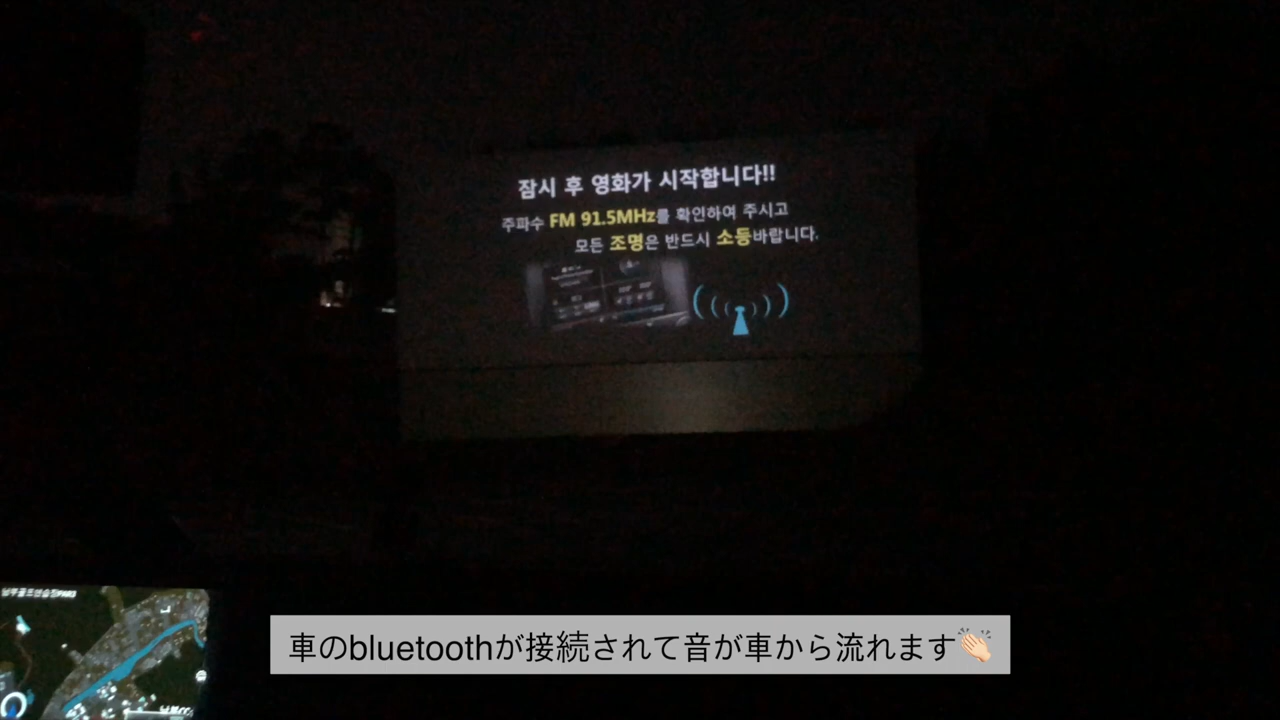 잠시 후 영화가 시작합니다!!
주파수 FM 91.5MHz를 확인하여 주시고
모든 조명은 반드시 소등바랍니다.
車のbluetoothが接続されて音が車から流れます👏🏻